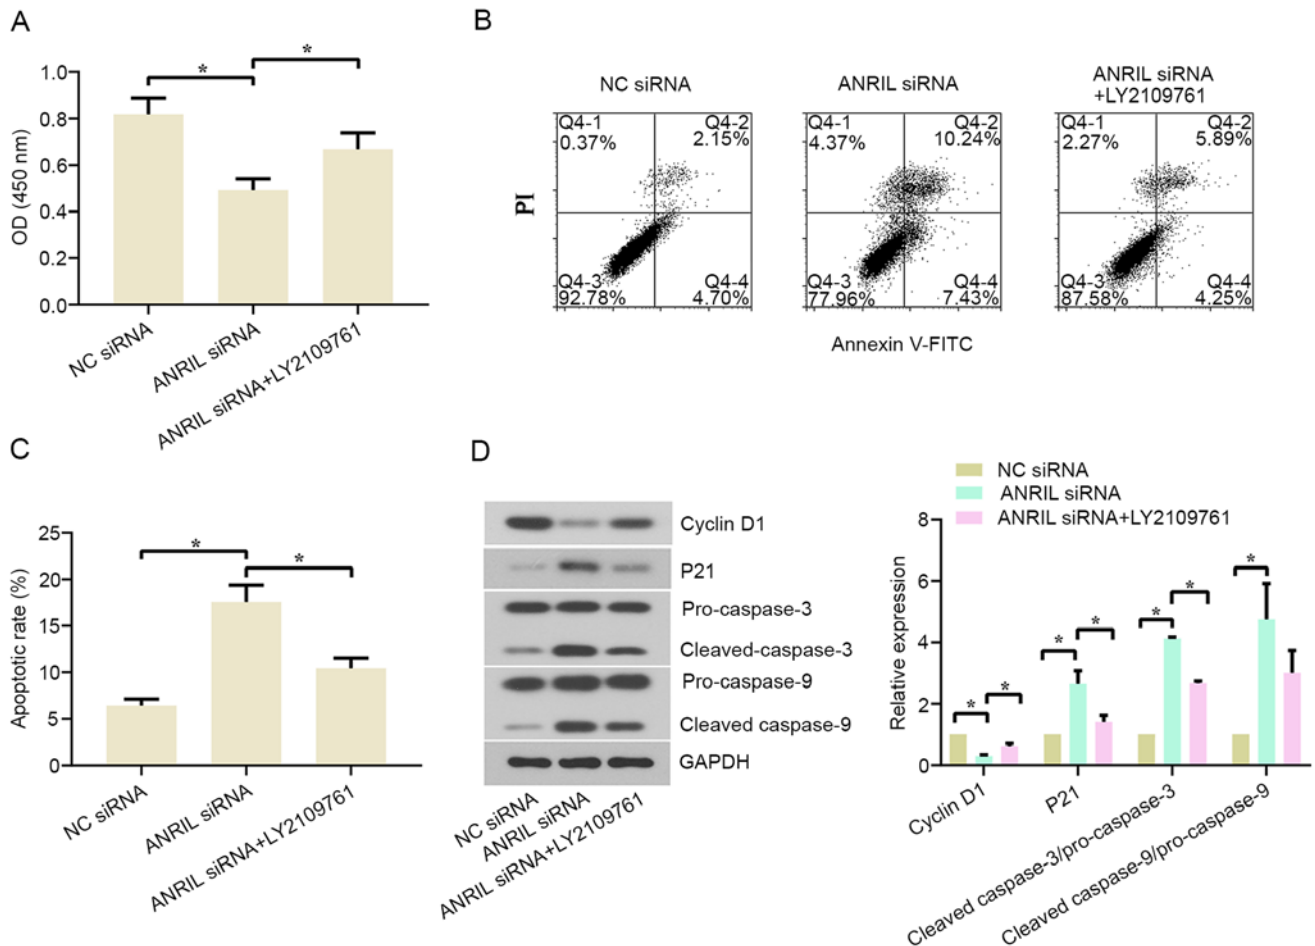 A
OD (450 nm)
1.0
0.8
0.6
0.4
0.2
0.0
*
*
NC siRNA
ANRIL siRNA
ANRIL siRNA+LY2109761
B
NC siRNA
ANRIL siRNA
ANRIL siRNA
+LY2109761
PI
Q4-1
0.37%
Q4-2
2.15%
Q4-3
92.78%
Q4-4
4.70%
Q4-1
4.37%
Q4-2
10.24%
Q4-3
77.96%
Q4-4
7.43%
Q4-1
2.27%
Q4-2
5.89%
Q4-3
87.58%
Q4-4
4.25%
Annexin V-FITC
C
Apoptotic rate (%)
25
20
15
10
5
0
*
*
NC siRNA
ANRIL siRNA
ANRIL siRNA+LY2109761
D
Cyclin D1
P21
Pro-caspase-3
Cleaved-caspase-3
Pro-caspase-9
Cleaved caspase-9
GAPDH
NC siRNA
ANRIL siRNA
ANRIL siRNA+LY2109761
NC siRNA
ANRIL siRNA
ANRIL siRNA+LY2109761
Relative expression
8
6
4
2
0
*
*
*
*
*
*
*
Cyclin D1
P21
Cleaved caspase-3/pro-caspase-3
Cleaved caspase-9/pro-caspase-9